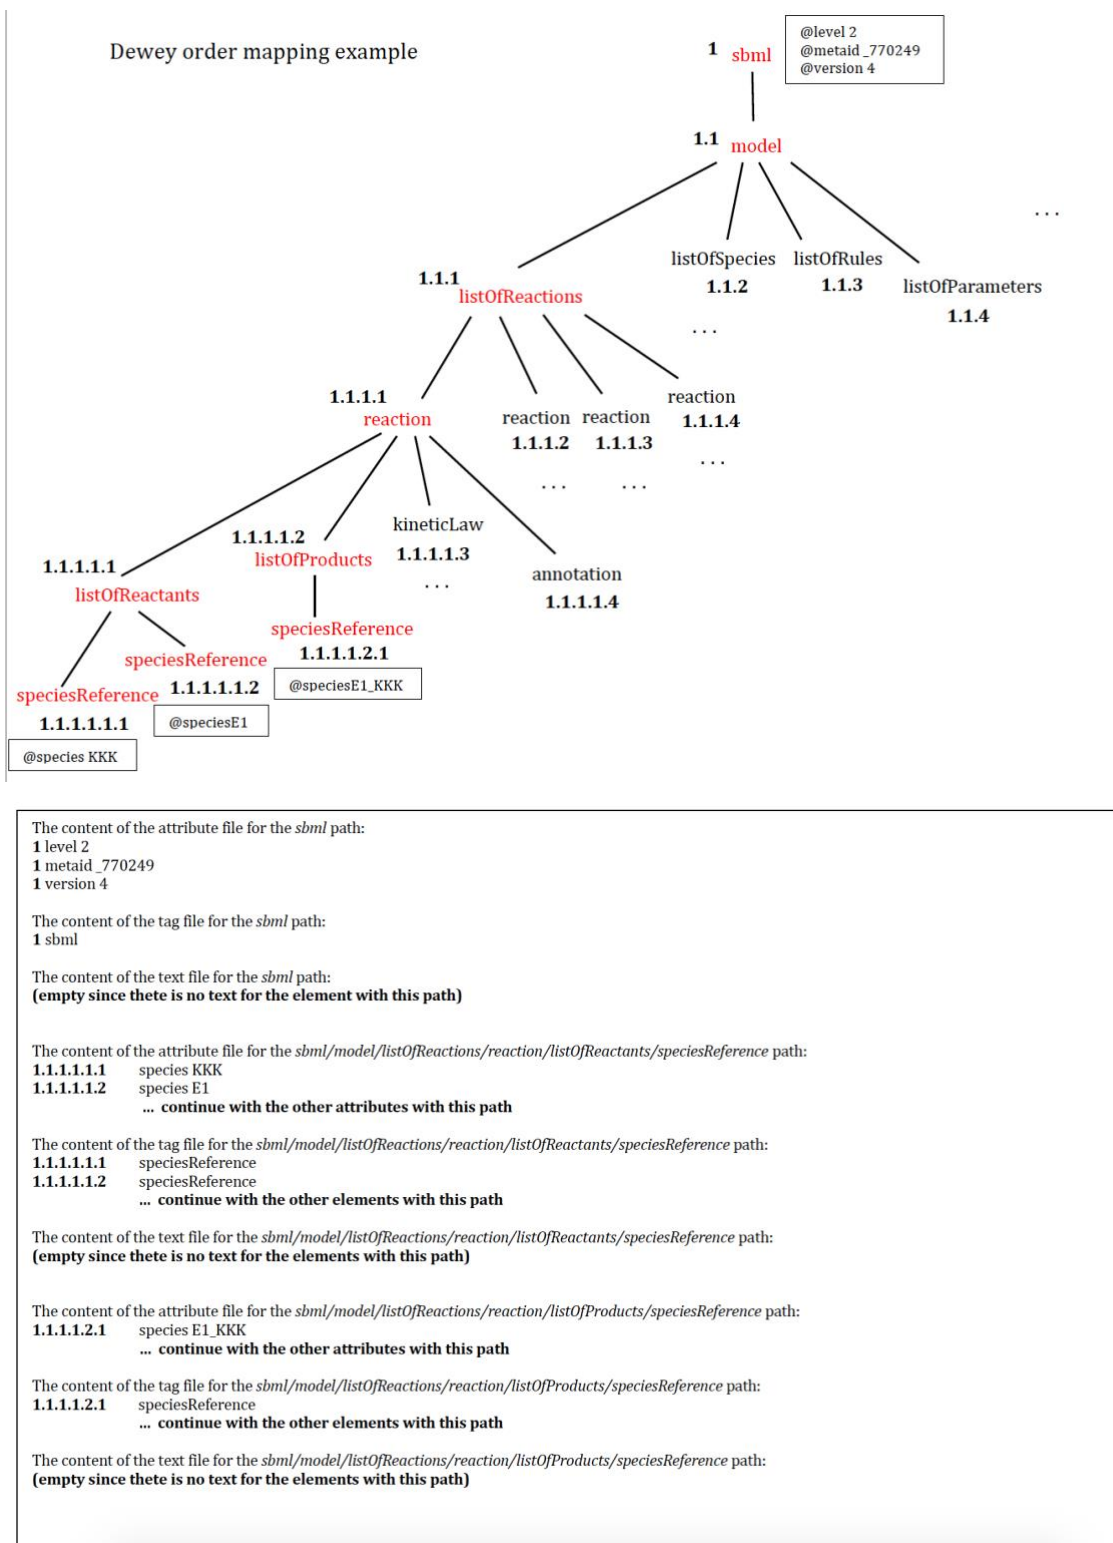 Dewey order mapping example
1 sbml
@level 2
@metaid_770249
@version 4
1.1 model
...
listOfSpecies
1.1.2
...
listOfRules
1.1.3
listOfParameters
1.1.4
1.1.1
listOfReactions
1.1.1.1
reaction
reaction
1.1.1.2
...
reaction
1.1.1.3
...
reaction
1.1.1.4
...
1.1.1.1.1
listOfReactants
1.1.1.1.2
listOfProducts
kineticLaw
1.1.1.1.3
...
annotation
1.1.1.1.4
speciesReference
1.1.1.1.1.1
@species KKK
speciesReference
1.1.1.1.1.2
@speciesE1
speciesReference
1.1.1.1.2.1
@speciesE1_KKK
The content of the attribute file for the sbml path:
1 level 2
1 metaid_770249
1 version 4
The content of the tag file for the sbml path:
1 sbml
The content of the text file for the sbml path:
(empty since thete is no text for the element with this path)
The content of the attribute file for the sbml/model/listOfReactions/reaction/listOfReactants/speciesReference path:
1.1.1.1.1.1 species KKK
1.1.1.1.1.2 species E1
... continue with the other attributes with this path
The content of the tag file for the sbml/model/listOfReactions/reaction/listOfReactants/speciesReference path:
1.1.1.1.1.1 speciesReference
1.1.1.1.1.2 speciesReference
... continue with the other elements with this path
The content of the text file for the sbml/model/listOfReactions/reaction/listOfReactants/speciesReference path:
(empty since thete is no text for the elements with this path)
The content of the attribute file for the sbml/model/listOfReactions/reaction/listOfProducts/speciesReference path:
1.1.1.1.2.1 species E1_KKK
... continue with the other attributes with this path
The content of the tag file for the sbml/model/listOfReactions/reaction/listOfProducts/speciesReference path:
1.1.1.1.2.1 speciesReference
... continue with the other elements with this path
The content of the text file for the sbml/model/listOfReactions/reaction/listOfProducts/speciesReference path:
(empty since thete is no text for the elements with this path)